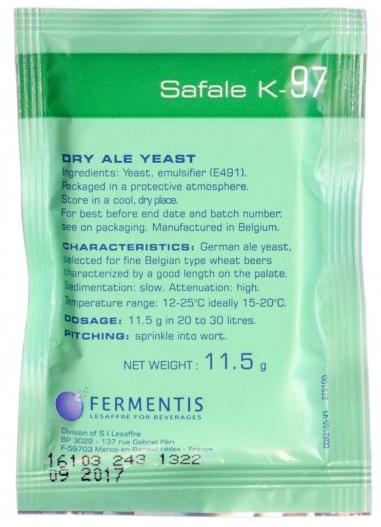 Safale K-97
DRY ALE YEAST
Ingredients: Yeast, emulsifier (E491).
Packaged in a protective atmosphere.
Store in a cool, dry place.
For best before end date and batch number:
see on packaging. Manufactured in Belgium.
CHARACTERISTICS: German ale yeast,
selected for fine Belgian type wheat beers
characterized by a good length on the palate.
Sedimentation: slow. Attenuation: high.
Temperature range: 12-25°C ideally 15-20°C.
DOSAGE: 11.5 g in 20 to 30 litres.
PITCHING: sprinkle into wort.
NET WEIGHT: 11.5 g
FERMENTIS
LESAFFRE FOR BEVERAGES
Division of S.I. Lesaffre
BP 3029 - 137 rue Gabriel Péri
F-59703 Marcq-en-Baroeul cedex - France
16103 243 1322
09 2017